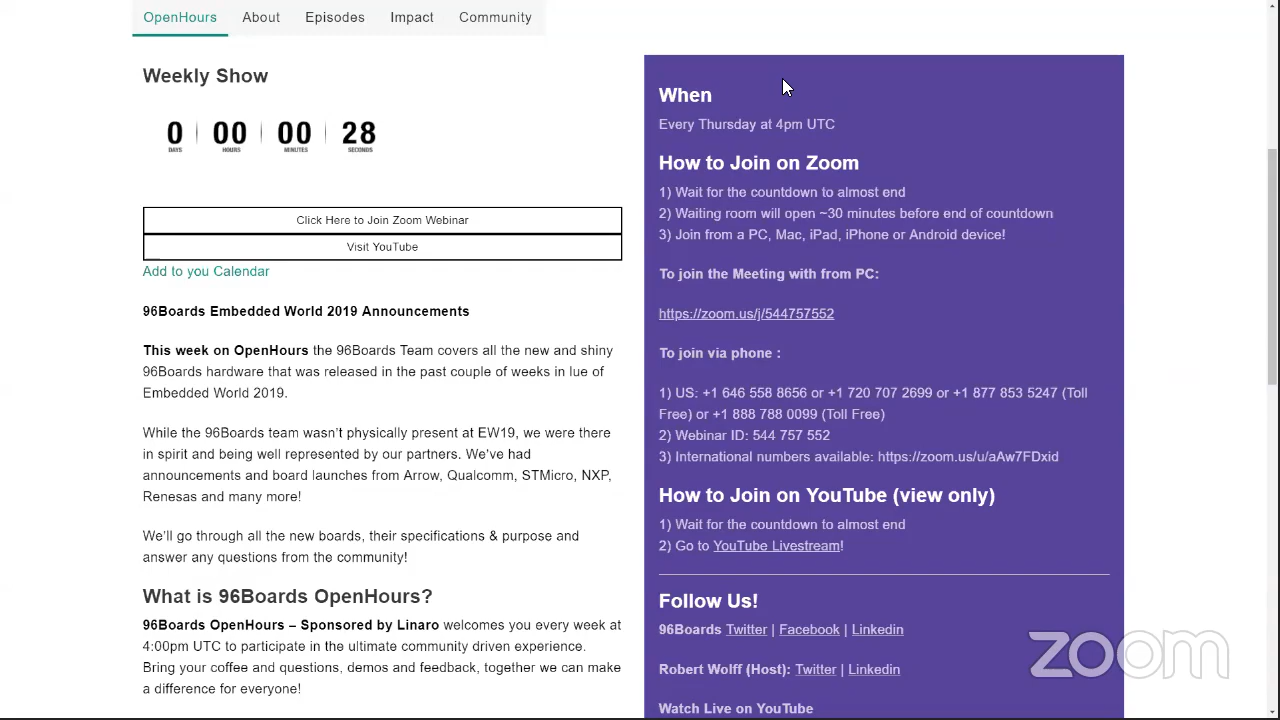 OpenHours About Episodes Impact Community
Weekly Show
0 00 00 28
DAYS HOURS MINUTES SECONDS
Click Here to Join Zoom Webinar
Visit YouTube
Add to you Calendar
96Boards Embedded World 2019 Announcements
This week on OpenHours the 96Boards Team covers all the new and shiny
96Boards hardware that was released in the past couple of weeks in lue of
Embedded World 2019.
While the 96Boards team wasn't physically present at EW19, we were there
in spirit and being well represented by our partners. We've had
announcements and board launches from Arrow, Qualcomm, STMicro, NXP,
Renesas and many more!
We'll go through all the new boards, their specifications & purpose and
answer any questions from the community!
What is 96Boards OpenHours?
96Boards OpenHours – Sponsored by Linaro welcomes you every week at
4:00pm UTC to participate in the ultimate community driven experience.
Bring your coffee and questions, demos and feedback, together we can make
a difference for everyone!
When
Every Thursday at 4pm UTC
How to Join on Zoom
1) Wait for the countdown to almost end
2) Waiting room will open ~30 minutes before end of countdown
3) Join from a PC, Mac, iPad, iPhone or Android device!
To join the Meeting with from PC:
https://zoom.us/j/544757552
To join via phone :
1) US: +1 646 558 8656 or +1 720 707 2699 or +1 877 853 5247 (Toll
Free) or +1 888 788 0099 (Toll Free)
2) Webinar ID: 544 757 552
3) International numbers available: https://zoom.us/u/aAw7FDxid
How to Join on YouTube (view only)
1) Wait for the countdown to almost end
2) Go to YouTube Livestream!
Follow Us!
96Boards Twitter | Facebook | Linkedin
Robert Wolff (Host): Twitter | Linkedin
Watch Live on YouTube
zoom